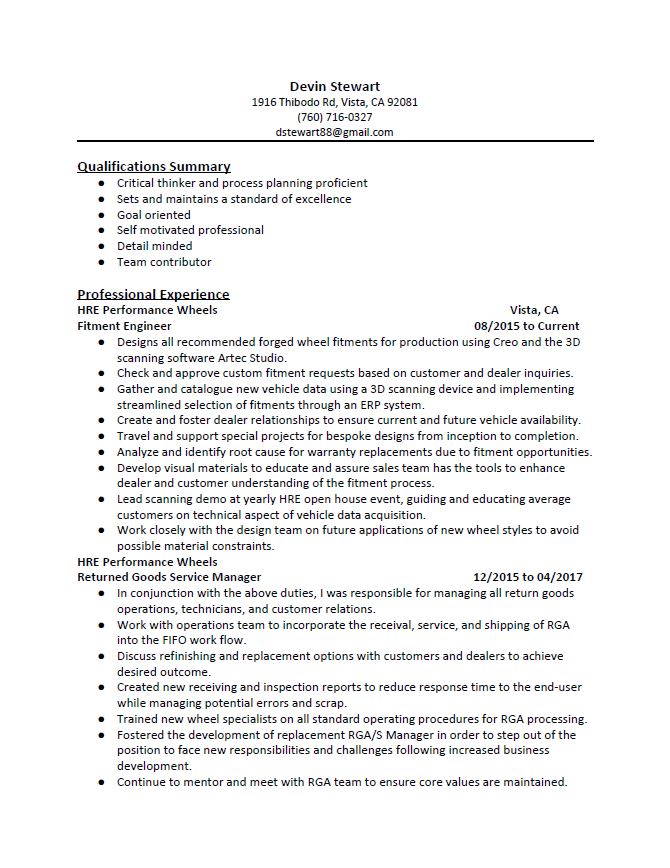 Devin Stewart
1916 Thibodo Rd, Vista, CA 92081
(760) 716-0327
dstewart88@gmail.com
Qualifications Summary
● Critical thinker and process planning proficient
● Sets and maintains a standard of excellence
● Goal oriented
● Self motivated professional
● Detail minded
● Team contributor
Professional Experience
HRE Performance Wheels Vista, CA
Fitment Engineer 08/2015 to Current
● Designs all recommended forged wheel fitments for production using Creo and the 3D
scanning software Artec Studio.
● Check and approve custom fitment requests based on customer and dealer inquiries.
● Gather and catalogue new vehicle data using a 3D scanning device and implementing
streamlined selection of fitments through an ERP system.
● Create and foster dealer relationships to ensure current and future vehicle availability.
● Travel and support special projects for bespoke designs from inception to completion.
● Analyze and identify root cause for warranty replacements due to fitment opportunities.
● Develop visual materials to educate and assure sales team has the tools to enhance
dealer and customer understanding of the fitment process.
● Lead scanning demo at yearly HRE open house event, guiding and educating average
customers on technical aspect of vehicle data acquisition.
● Work closely with the design team on future applications of new wheel styles to avoid
possible material constraints.
HRE Performance Wheels
Returned Goods Service Manager 12/2015 to 04/2017
● In conjunction with the above duties, I was responsible for managing all return goods
operations, technicians, and customer relations.
● Work with operations team to incorporate the receival, service, and shipping of RGA
into the FIFO work flow.
● Discuss refinishing and replacement options with customers and dealers to achieve
desired outcome.
● Created new receiving and inspection reports to reduce response time to the end-user
while managing potential errors and scrap.
● Trained new wheel specialists on all standard operating procedures for RGA processing.
● Fostered the development of replacement RGA/S Manager in order to step out of the
position to face new responsibilities and challenges following increased business
development.
● Continue to mentor and meet with RGA team to ensure core values are maintained.